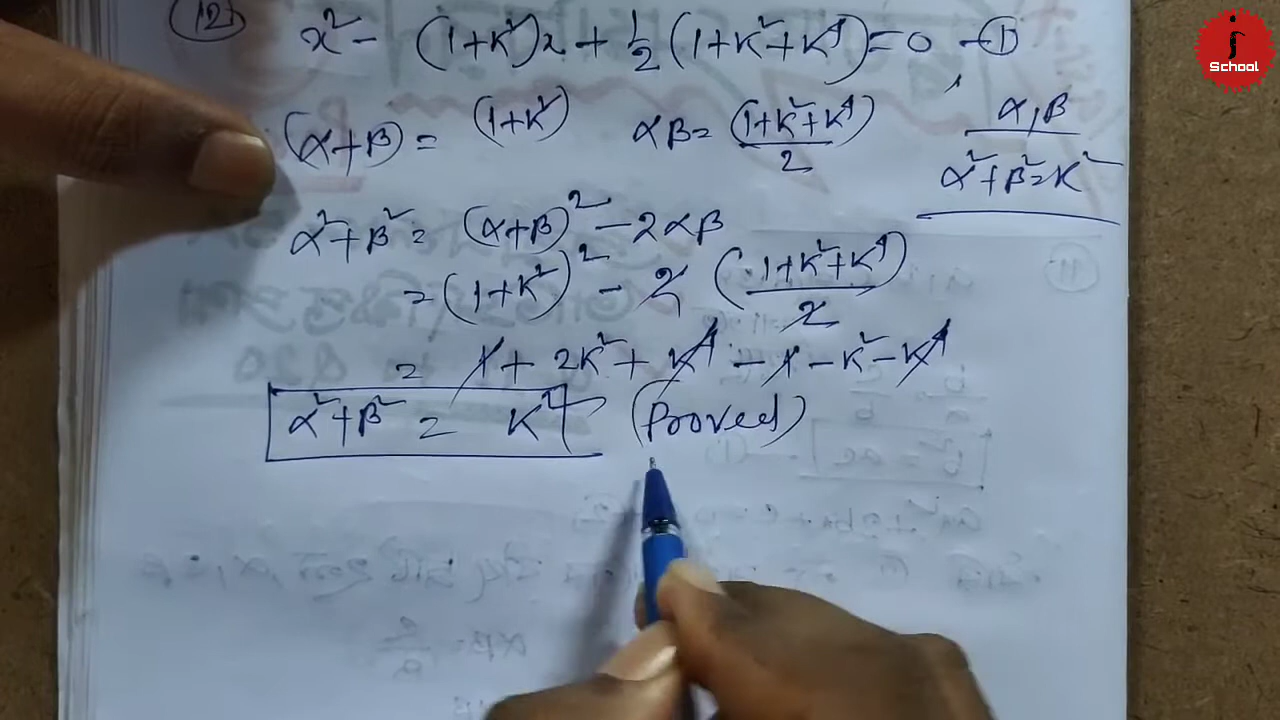 (12) x² - (1+K²)x + 1/2 (1+K²+K⁴) = 0 - (1)
(α+β) = (1+K²) αβ = (1+K²+K⁴)/2
α, β
α²+β²=K²
α²+β² = (α+β)² - 2αβ
= (1+K²)² - 2 (1+K²+K⁴/2)
= 1 + 2K² + K⁴ - 1 - K² - K⁴
α²+β² = K² (Proved)
School